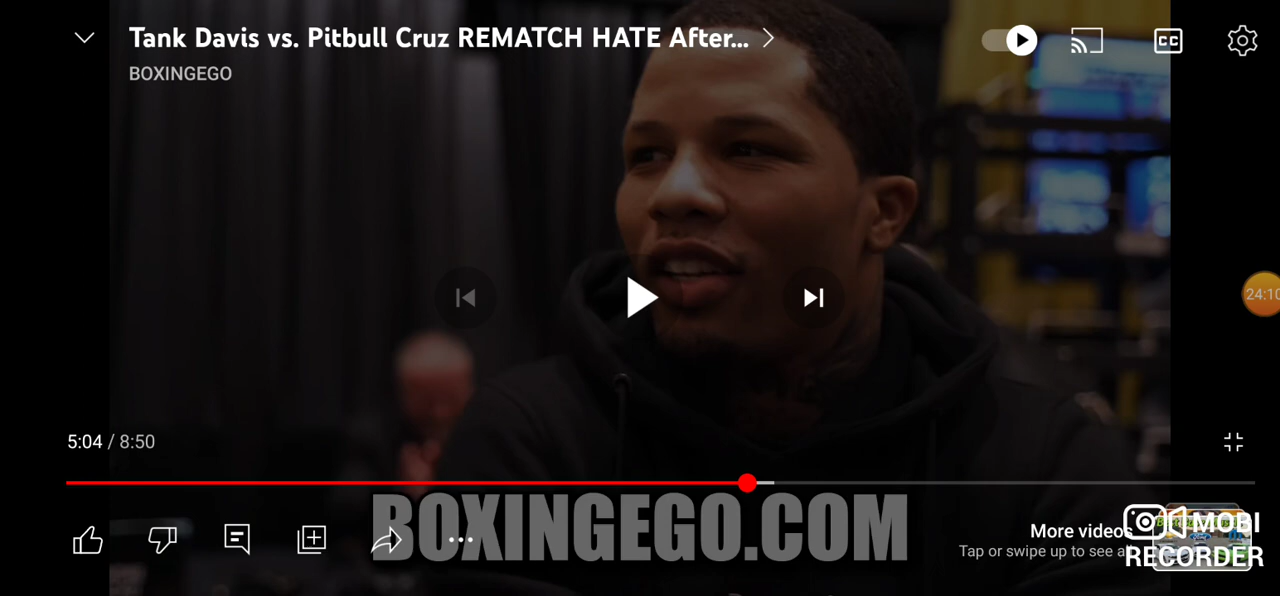 Tank Davis vs. Pitbull Cruz REMATCH HATE After...
CC
BOXINGEGO
24:10
5:04 / 8:50
BOXINGEGO.COM
More videos
Tap or swipe up to see
MOBI
RECORDER